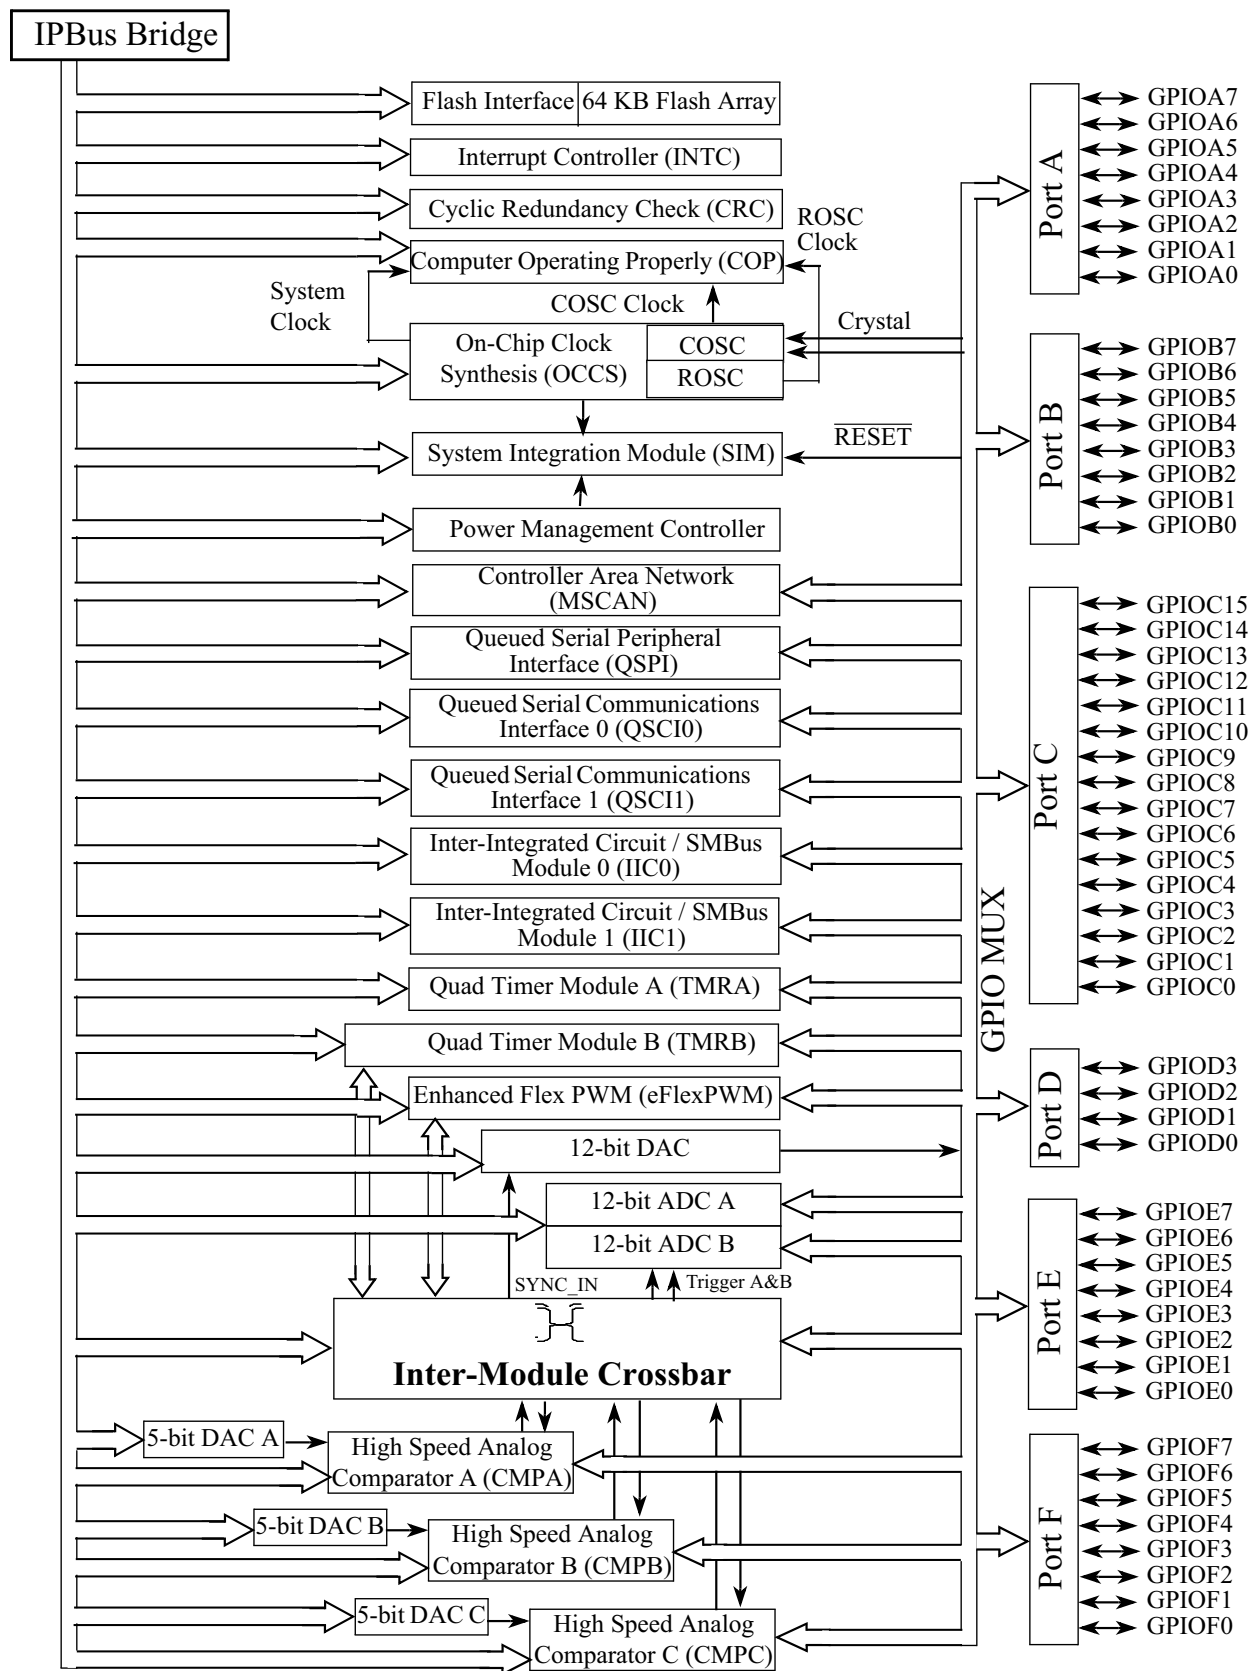 IPBus Bridge
Flash Interface 64 KB Flash Array
Interrupt Controller (INTC)
Cyclic Redundancy Check (CRC)
ROSC
Clock
Computer Operating Properly (COP)
System
Clock
COSC Clock
On-Chip Clock
Synthesis (OCCS)
COSC
ROSC
Crystal
System Integration Module (SIM)
RESET
Power Management Controller
Controller Area Network
(MSCAN)
Queued Serial Peripheral
Interface (QSPI)
Queued Serial Communications
Interface 0 (QSCI0)
Queued Serial Communications
Interface 1 (QSCI1)
Inter-Integrated Circuit / SMBus
Module 0 (IIC0)
Inter-Integrated Circuit / SMBus
Module 1 (IIC1)
Quad Timer Module A (TMRA)
Quad Timer Module B (TMRB)
Enhanced Flex PWM (eFlexPWM)
12-bit DAC
12-bit ADC A
12-bit ADC B
SYNC_IN
Trigger A&B
Inter-Module Crossbar
5-bit DAC A
High Speed Analog
Comparator A (CMPA)
5-bit DAC B
High Speed Analog
Comparator B (CMPB)
5-bit DAC C
High Speed Analog
Comparator C (CMPC)
GPIO MUX
Port A
GPIOA7
GPIOA6
GPIOA5
GPIOA4
GPIOA3
GPIOA2
GPIOA1
GPIOA0
Port B
GPIOB7
GPIOB6
GPIOB5
GPIOB4
GPIOB3
GPIOB2
GPIOB1
GPIOB0
Port C
GPIOC15
GPIOC14
GPIOC13
GPIOC12
GPIOC11
GPIOC10
GPIOC9
GPIOC8
GPIOC7
GPIOC6
GPIOC5
GPIOC4
GPIOC3
GPIOC2
GPIOC1
GPIOC0
Port D
GPIOD3
GPIOD2
GPIOD1
GPIOD0
Port E
GPIOE7
GPIOE6
GPIOE5
GPIOE4
GPIOE3
GPIOE2
GPIOE1
GPIOE0
Port F
GPIOF7
GPIOF6
GPIOF5
GPIOF4
GPIOF3
GPIOF2
GPIOF1
GPIOF0